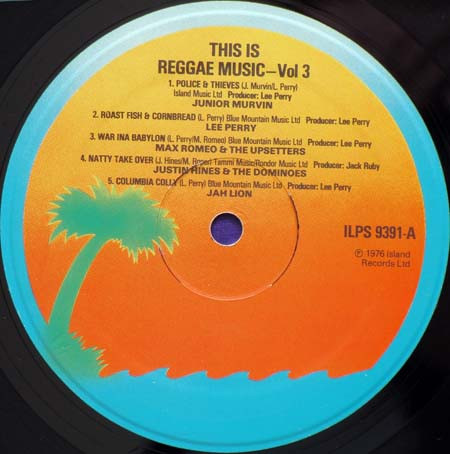 THIS IS
REGGAE MUSIC—Vol 3
1. POLICE & THIEVES (J. Murvin/L. Perry)
Island Music Ltd Producer: Lee Perry
JUNIOR MURVIN
2. ROAST FISH & CORNBREAD (L. Perry) Blue Mountain Music Ltd Producer: Lee Perry
LEE PERRY
3. WAR INA BABYLON (L. Perry/M. Romeo) Blue Mountain Music Ltd Producer: Lee Perry
MAX ROMEO & THE UPSETTERS
4. NATTY TAKE OVER (J. Hines/M. Roper) Tammi Music/Rondor Music Ltd Producer: Jack Ruby
JUSTIN HINES & THE DOMINOES
5. COLUMBIA COLLY (L. Perry) Blue Mountain Music Ltd Producer: Lee Perry
JAH LION
ILPS 9391-A
℗ 1976 Island
Records Ltd